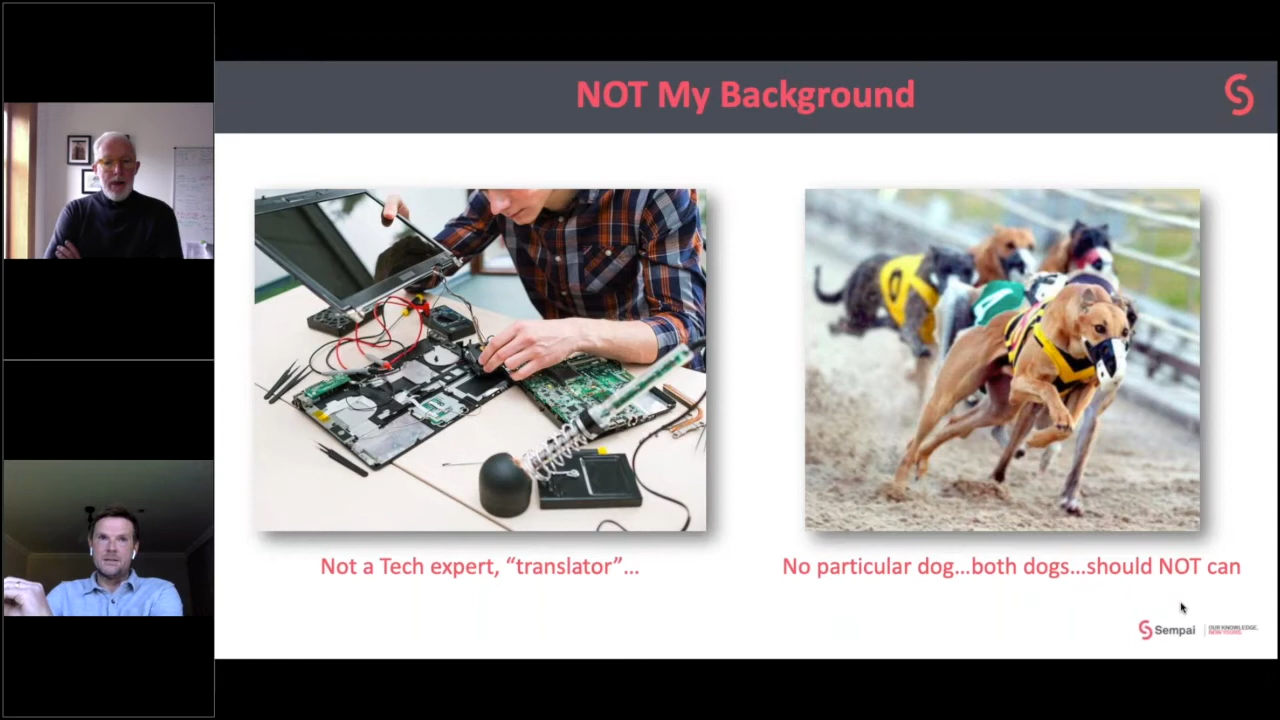 NOT My Background
Not a Tech expert, “translator”...
No particular dog...both dogs...should NOT can
Sempai
OUR KNOWLEDGE.
NOW YOURS.